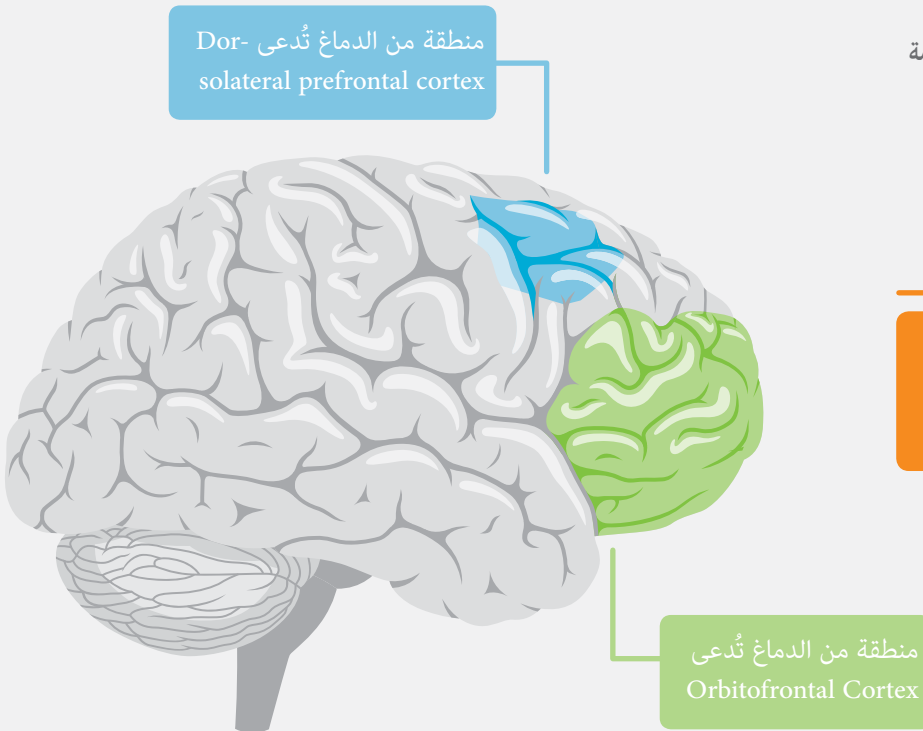 منطقة من الدماغ تُدعى Dor-
solateral prefrontal cortex
منطقة من الدماغ تُدعى
Orbitofrontal Cortex